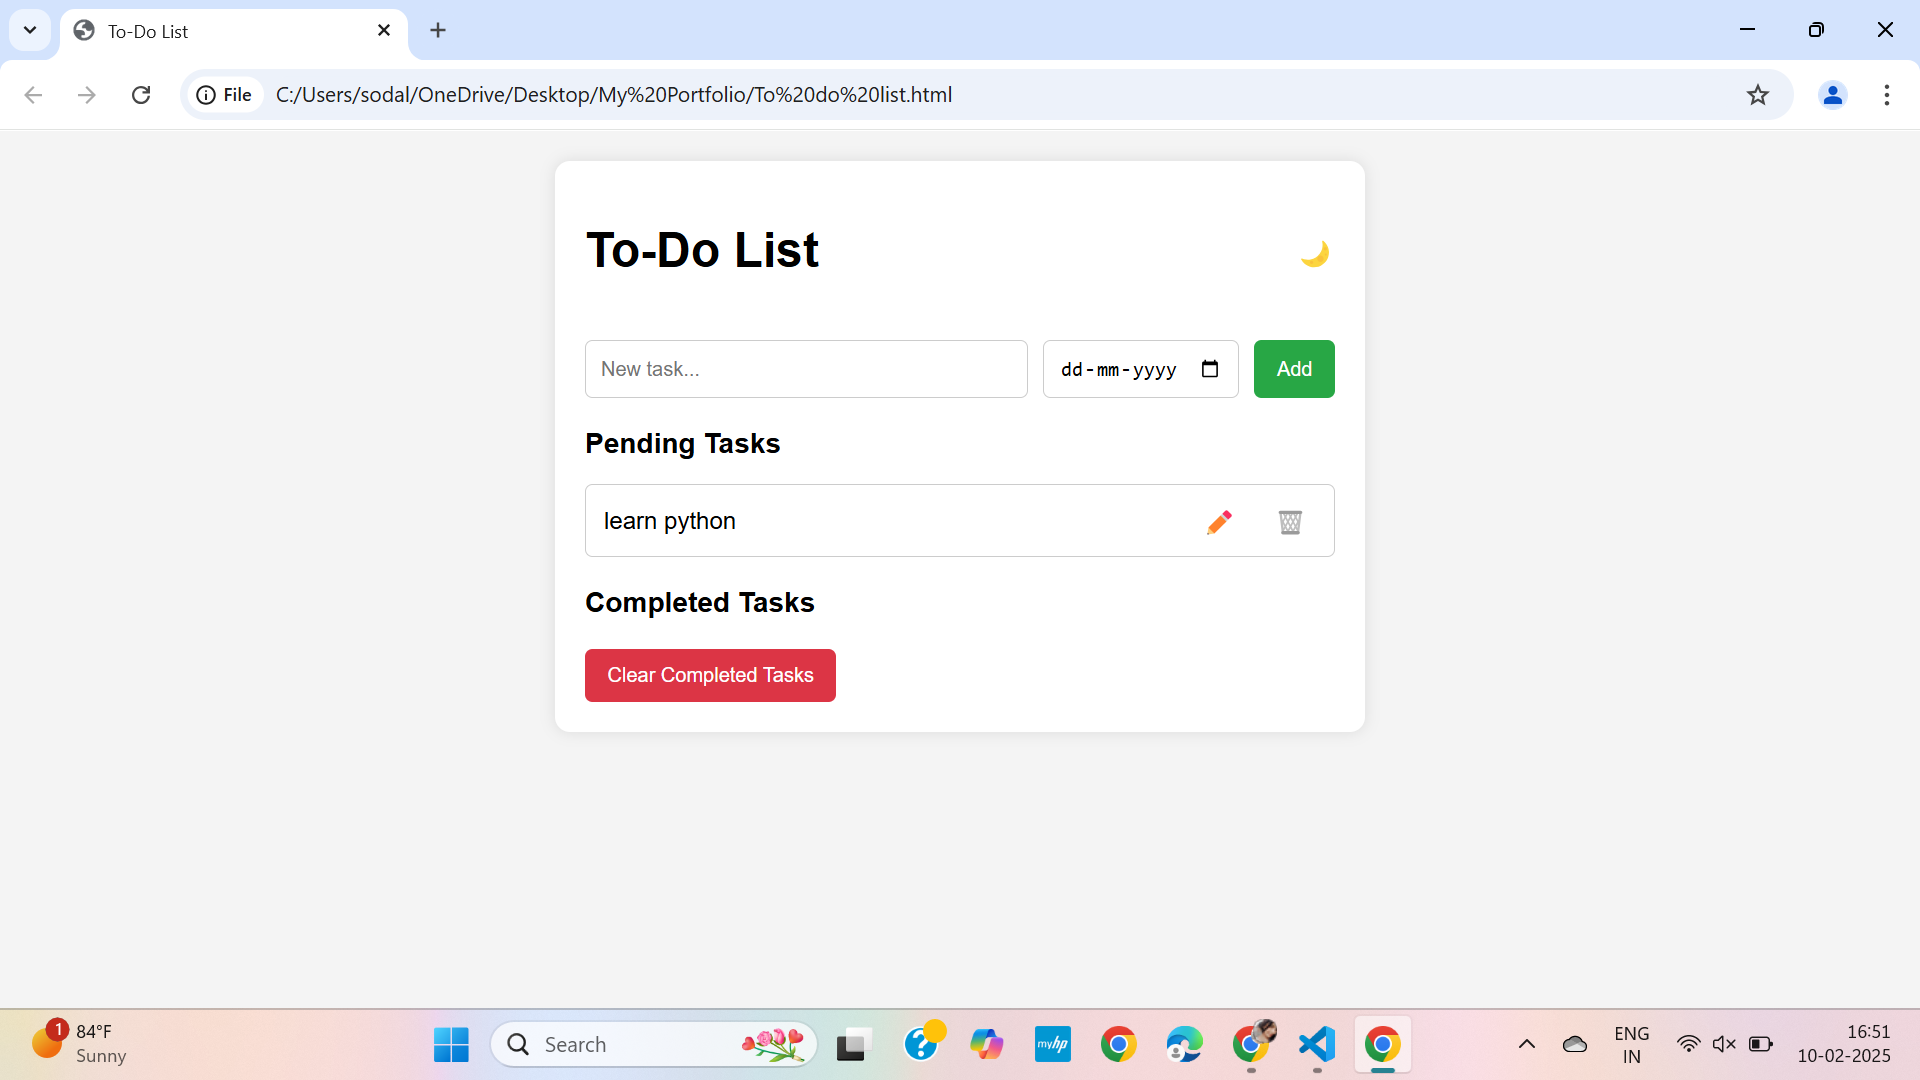 To-Do List
File C:/Users/sodal/OneDrive/Desktop/My%20Portfolio/To%20do%20list.html
To-Do List
New task... dd-mm-yyyy Add
Pending Tasks
learn python
Completed Tasks
Clear Completed Tasks
1 84°F
Sunny
Search
? myhp
ENG
IN
16:51
10-02-2025